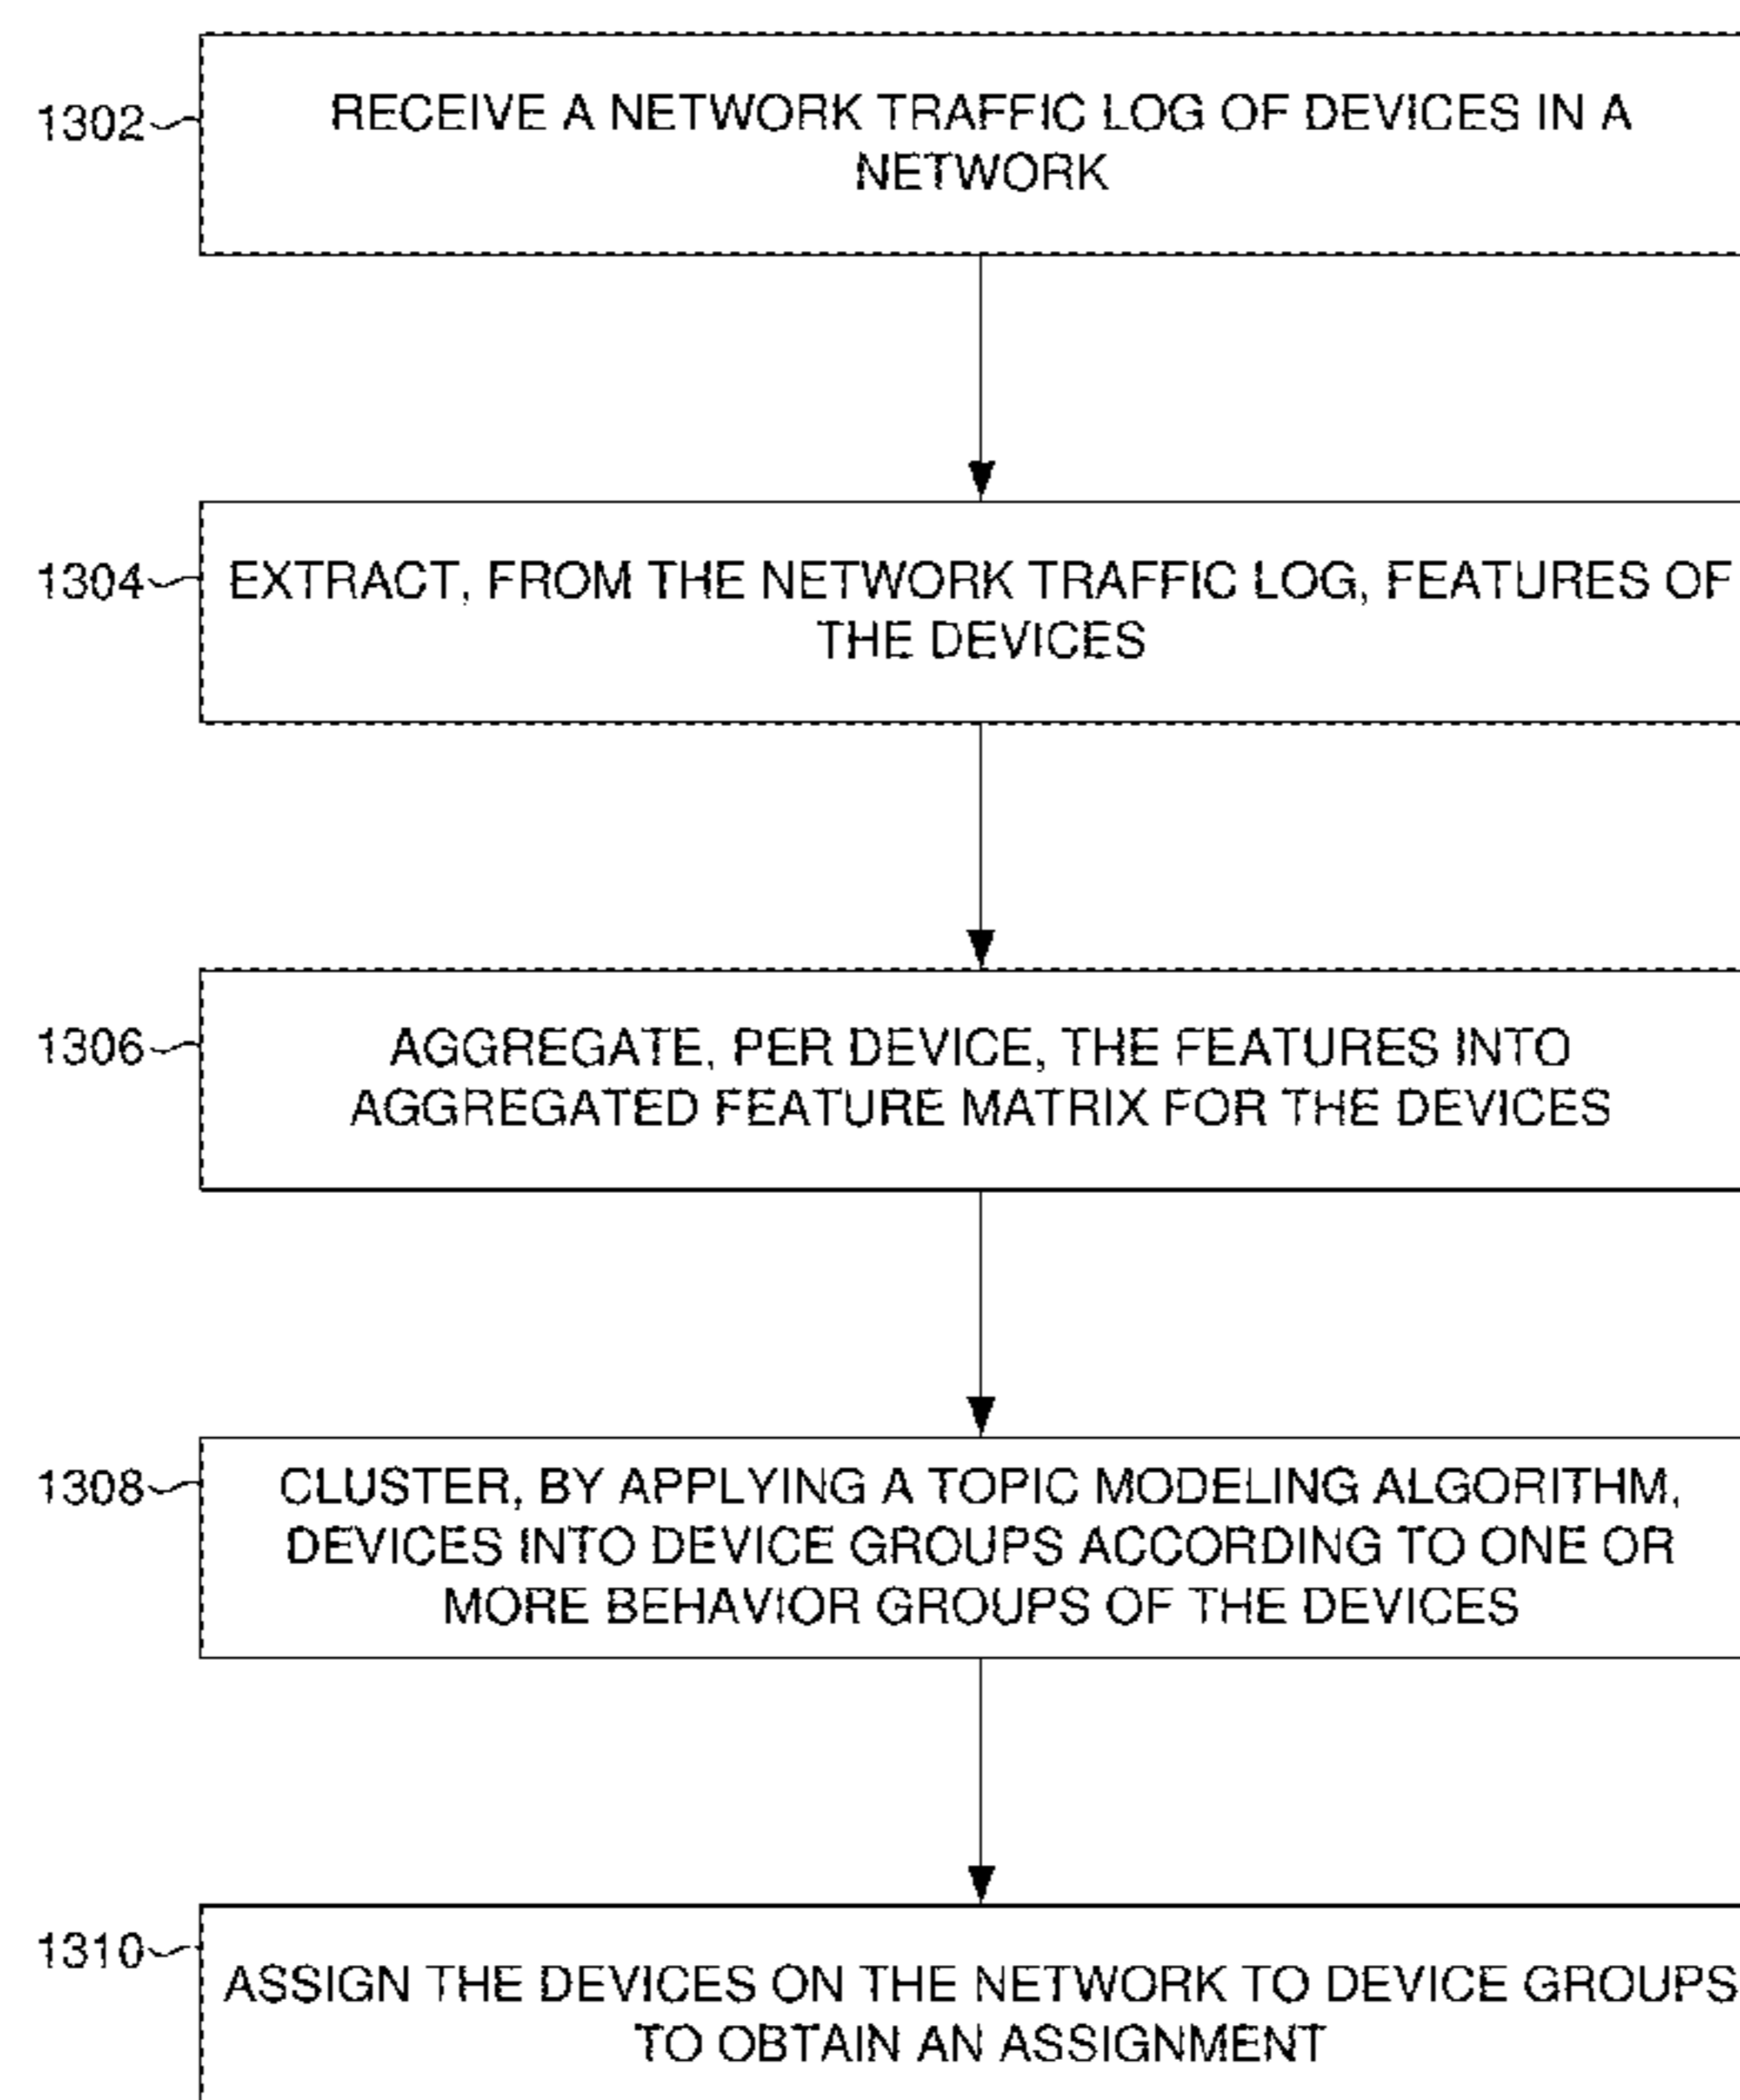 1302
RECEIVE A NETWORK TRAFFIC LOG OF DEVICES IN A
NETWORK
1304
EXTRACT, FROM THE NETWORK TRAFFIC LOG, FEATURES OF
THE DEVICES
1306
AGGREGATE, PER DEVICE, THE FEATURES INTO
AGGREGATED FEATURE MATRIX FOR THE DEVICES
1308
CLUSTER, BY APPLYING A TOPIC MODELING ALGORITHM,
DEVICES INTO DEVICE GROUPS ACCORDING TO ONE OR
MORE BEHAVIOR GROUPS OF THE DEVICES
1310
ASSIGN THE DEVICES ON THE NETWORK TO DEVICE GROUPS
TO OBTAIN AN ASSIGNMENT